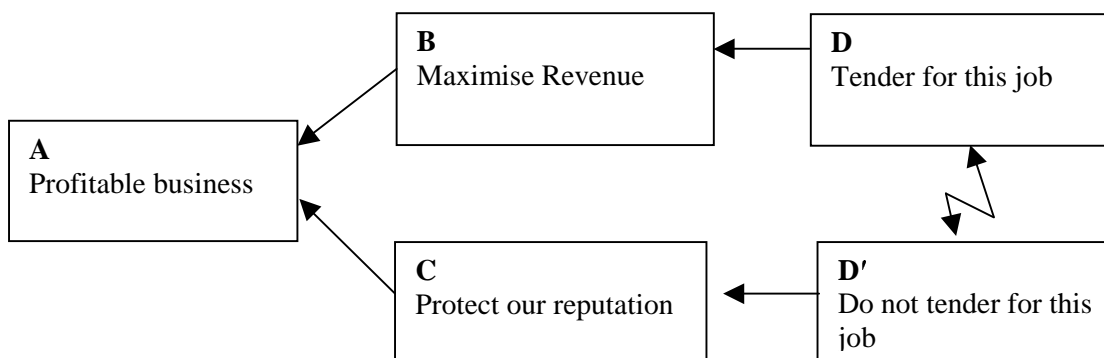 B
Maximise Revenue
D
Tender for this job
A
Profitable business
C
Protect our reputation
D′
Do not tender for this
job